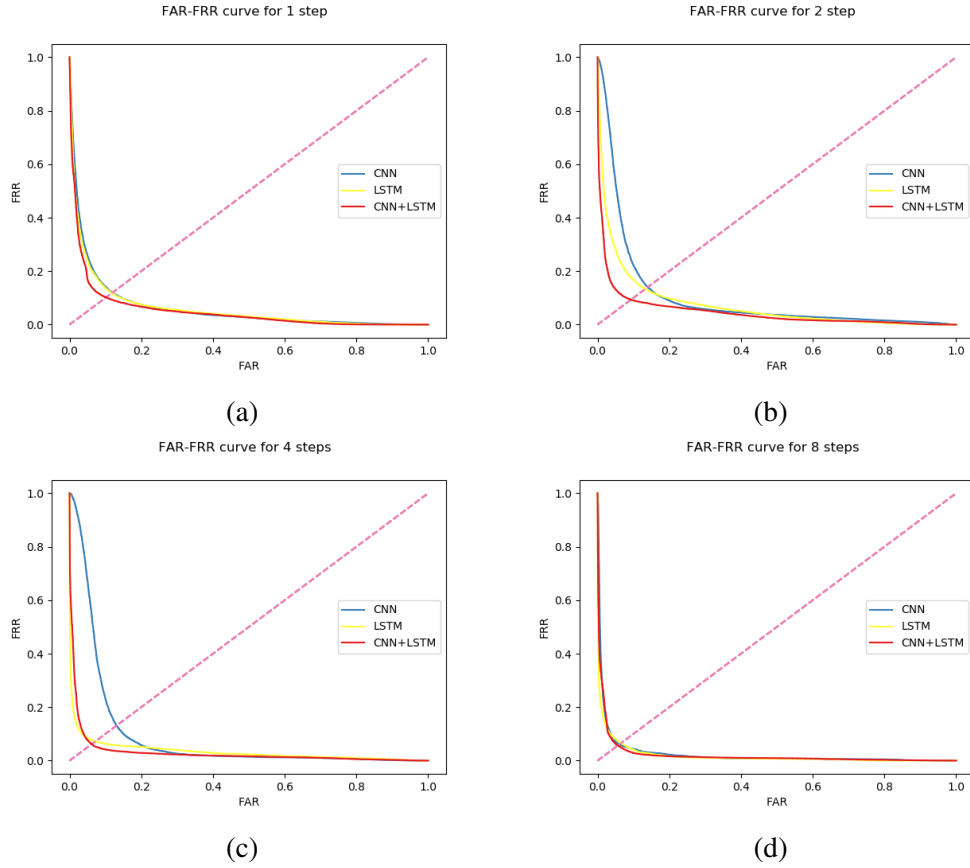 FAR-FRR curve for 1 step
1.0
0.8
0.6
0.4
0.2
0.0
FRR
CNN
LSTM
CNN+LSTM
0.0 0.2 0.4 0.6 0.8 1.0
FAR
(a)
FAR-FRR curve for 2 step
1.0
0.8
0.6
0.4
0.2
0.0
FRR
CNN
LSTM
CNN+LSTM
0.0 0.2 0.4 0.6 0.8 1.0
FAR
(b)
FAR-FRR curve for 4 steps
1.0
0.8
0.6
0.4
0.2
0.0
FRR
CNN
LSTM
CNN+LSTM
0.0 0.2 0.4 0.6 0.8 1.0
FAR
(c)
FAR-FRR curve for 8 steps
1.0
0.8
0.6
0.4
0.2
0.0
FRR
CNN
LSTM
CNN+LSTM
0.0 0.2 0.4 0.6 0.8 1.0
FAR
(d)